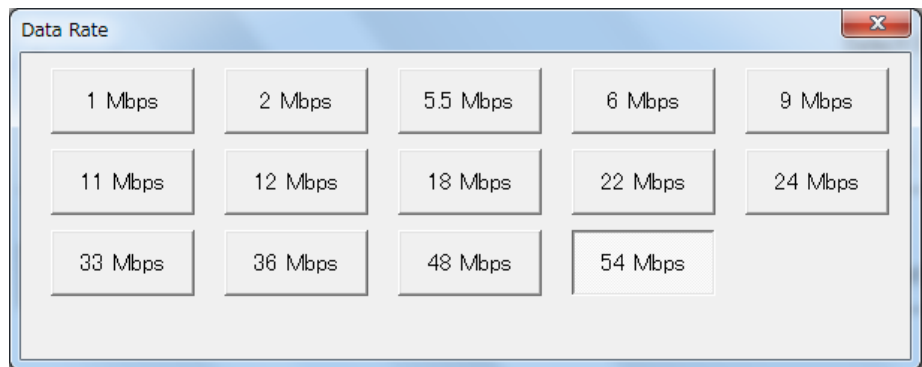 Data Rate
1 Mbps 2 Mbps 5.5 Mbps 6 Mbps 9 Mbps
11 Mbps 12 Mbps 18 Mbps 22 Mbps 24 Mbps
33 Mbps 36 Mbps 48 Mbps 54 Mbps